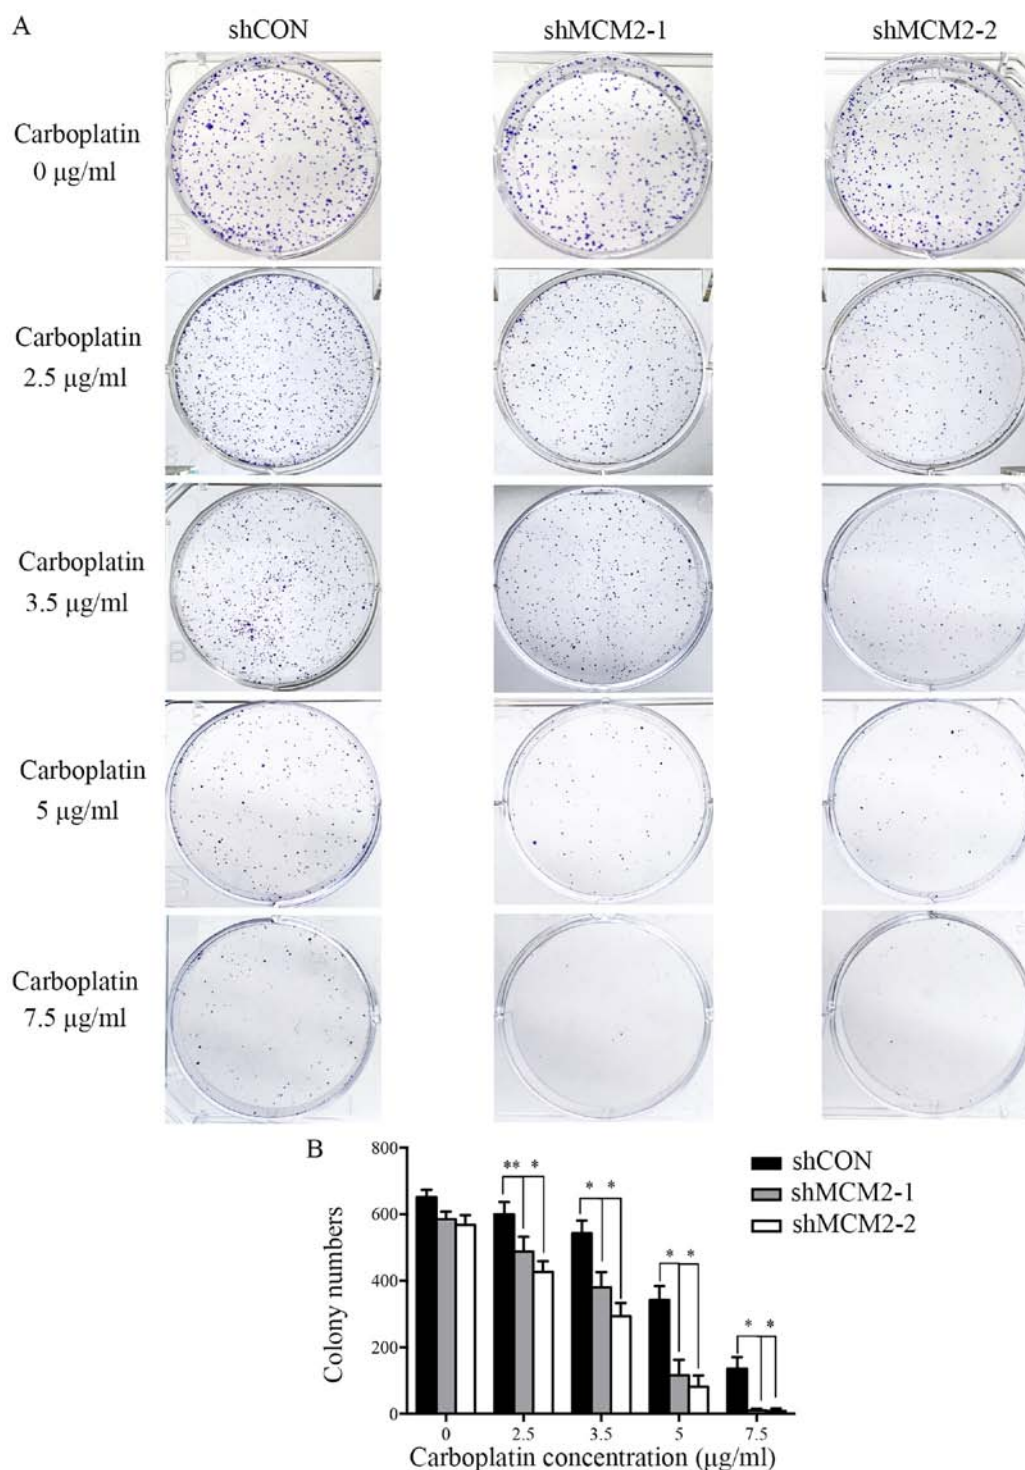 A
shCON
shMCM2-1
shMCM2-2
Carboplatin
0 μg/ml
Carboplatin
2.5 μg/ml
Carboplatin
3.5 μg/ml
Carboplatin
5 μg/ml
Carboplatin
7.5 μg/ml
B
800
600
400
200
0
Colony numbers
** *
* *
* *
* *
shCON
shMCM2-1
shMCM2-2
0 2.5 3.5 5 7.5
Carboplatin concentration (μg/ml)